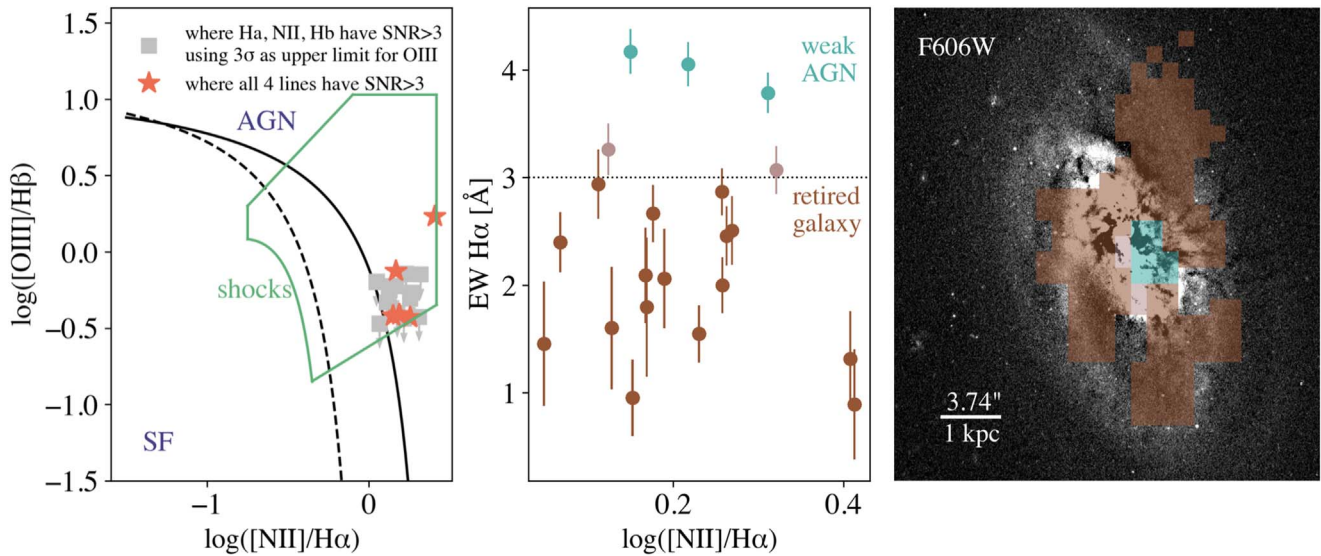 1.5
1.0
0.5
0.0
−0.5
−1.0
−1.5
log([OIII]/Hβ)
where Ha, NII, Hb have SNR>3
using 3σ as upper limit for OIII
where all 4 lines have SNR>3
AGN
shocks
SF
−1
0
log([NII]/Hα)
4
3
2
1
EW Hα [Å]
weak
AGN
retired
galaxy
0.2
0.4
log([NII]/Hα)
F606W
3.74"
1 kpc